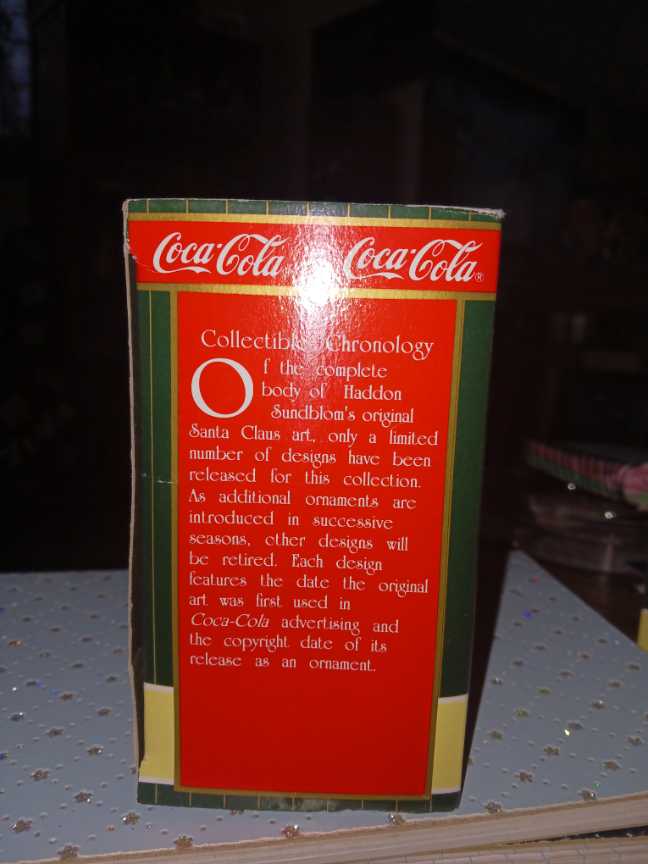 Coca-Cola Coca-Cola®
Collectible Chronology
Of the complete
body of Haddon
Sundblom's original
Santa Claus art, only a limited
number of designs have been
released for this collection.
As additional ornaments are
introduced in successive
seasons, other designs will
be retired. Each design
features the date the original
art was first used in
Coca-Cola advertising and
the copyright date of its
release as an ornament.